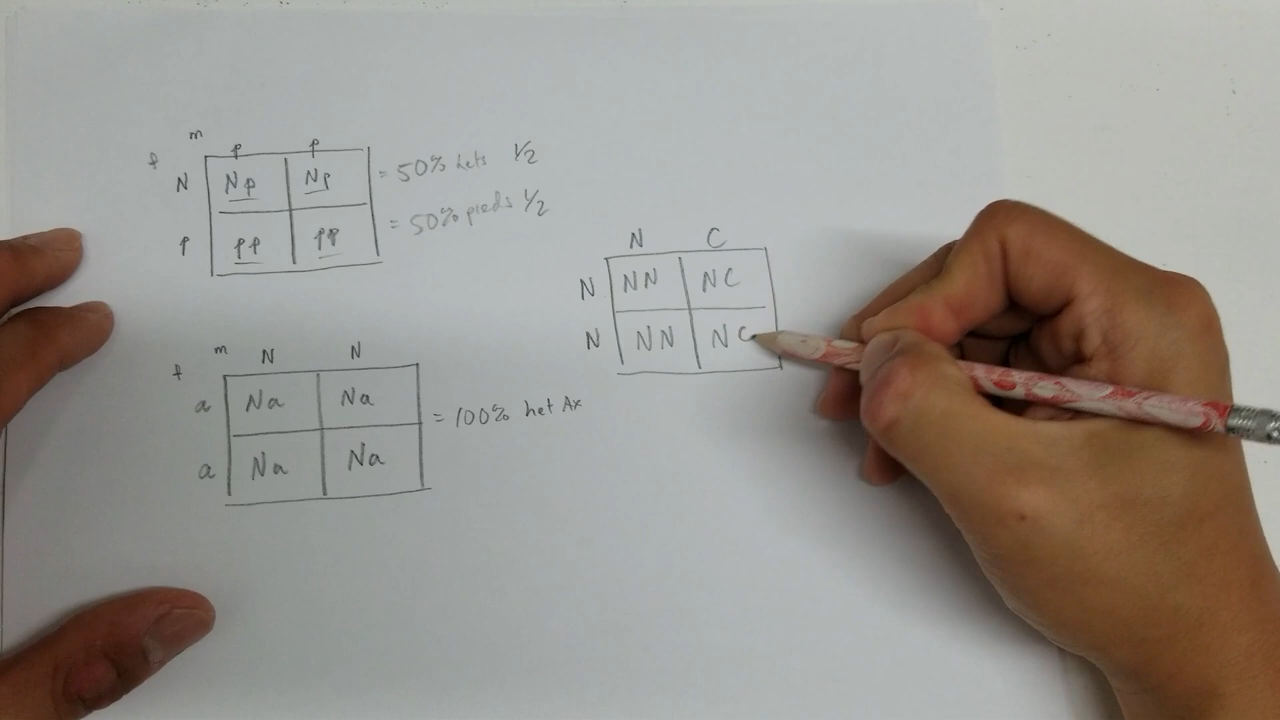 m
f p p
N Np Np = 50% hets 1/2
p pp pp = 50% pieds 1/2
m N N
f
a Na Na = 100% het Ax
a Na Na
N C
N NN NC
N NN NC